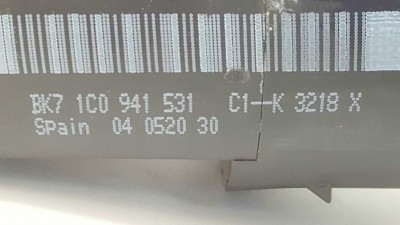 BK7 1C0 941 531 C1-K 3218 X
Spain 04 0520 30